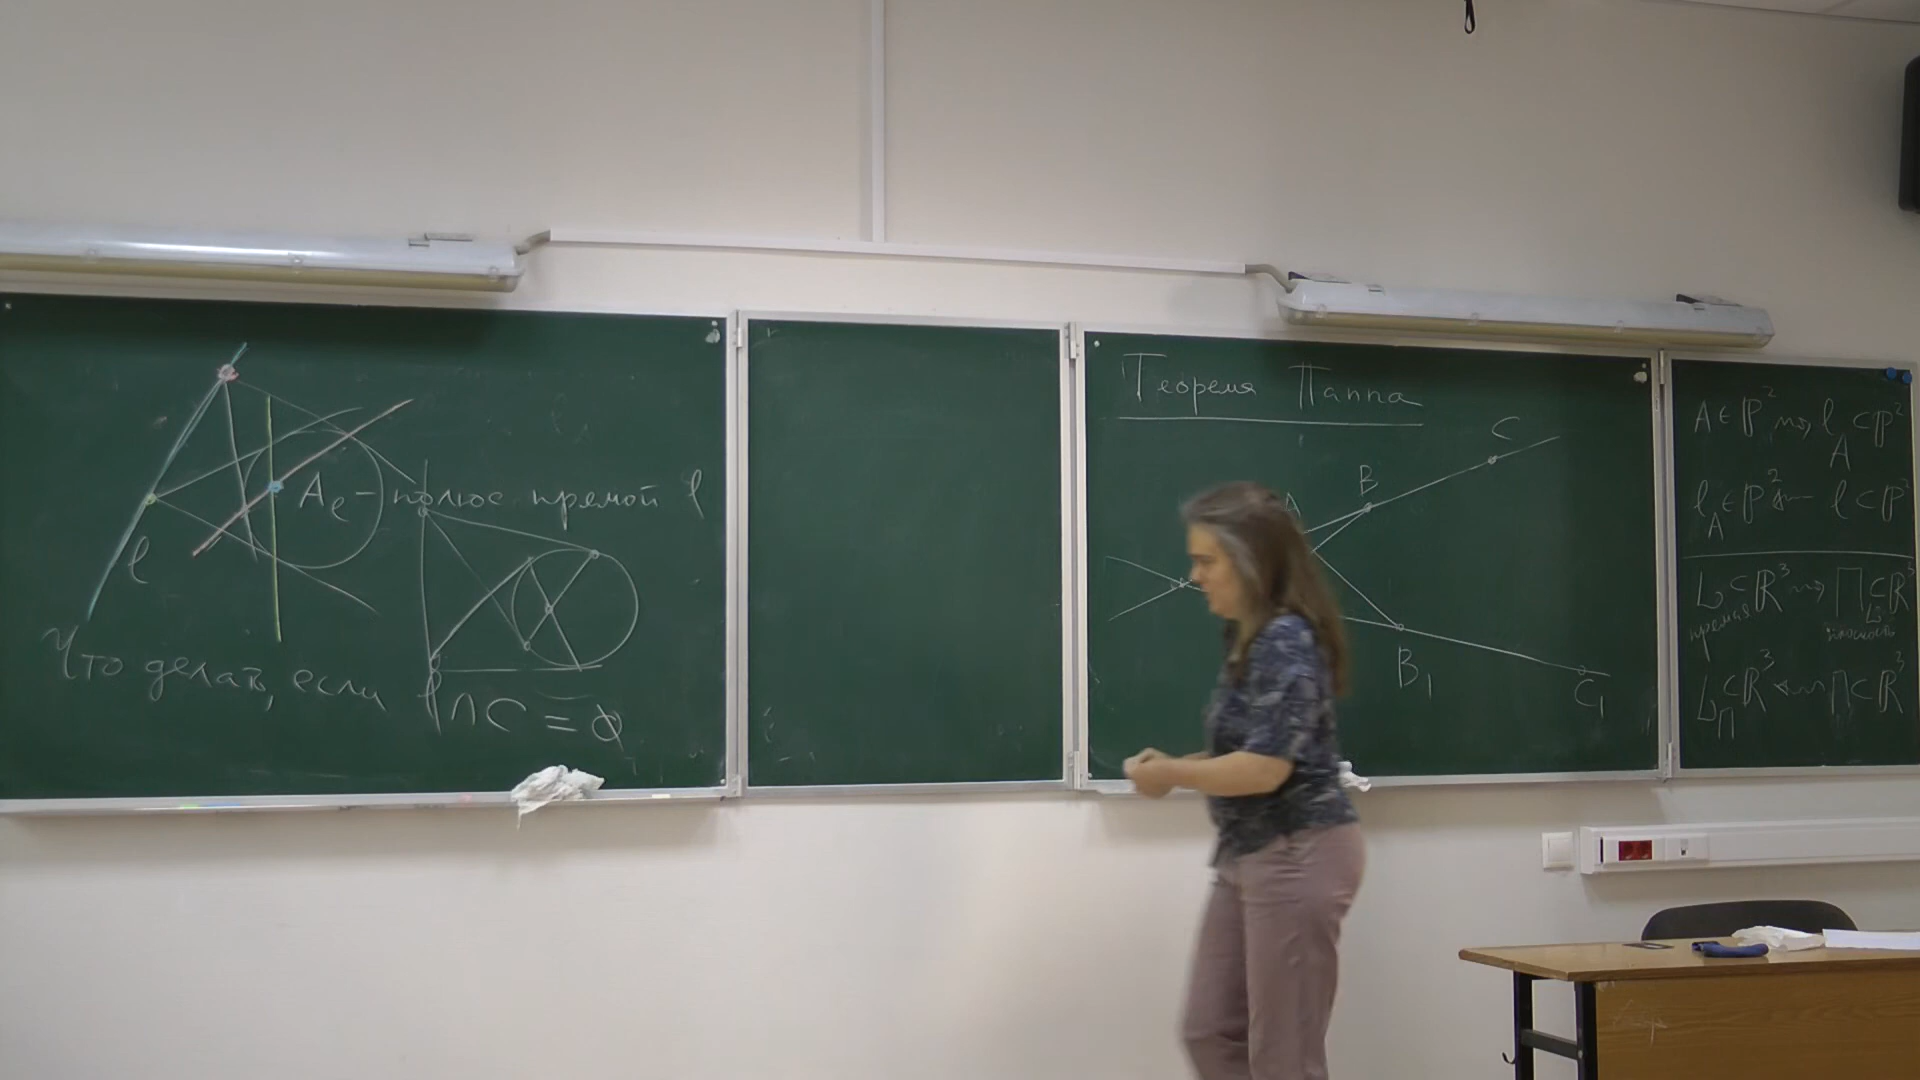 A_ℓ – полюс прямой ℓ
ℓ
Что делать, если ℓ∩C = ∅
Теорема Паппа
A
B
C
B₁
C₁
A ∈ ℙ² ⇝ ℓ_A ⊂ ℙ²
ℓ_A ∈ ℙ² ⇜ ℓ ⊂ ℙ²
L ⊂ ℝ³ ⇝ Π_L ⊂ ℝ³
прямая плоскость
L_Π ⊂ ℝ³ ⇜ Π ⊂ ℝ³